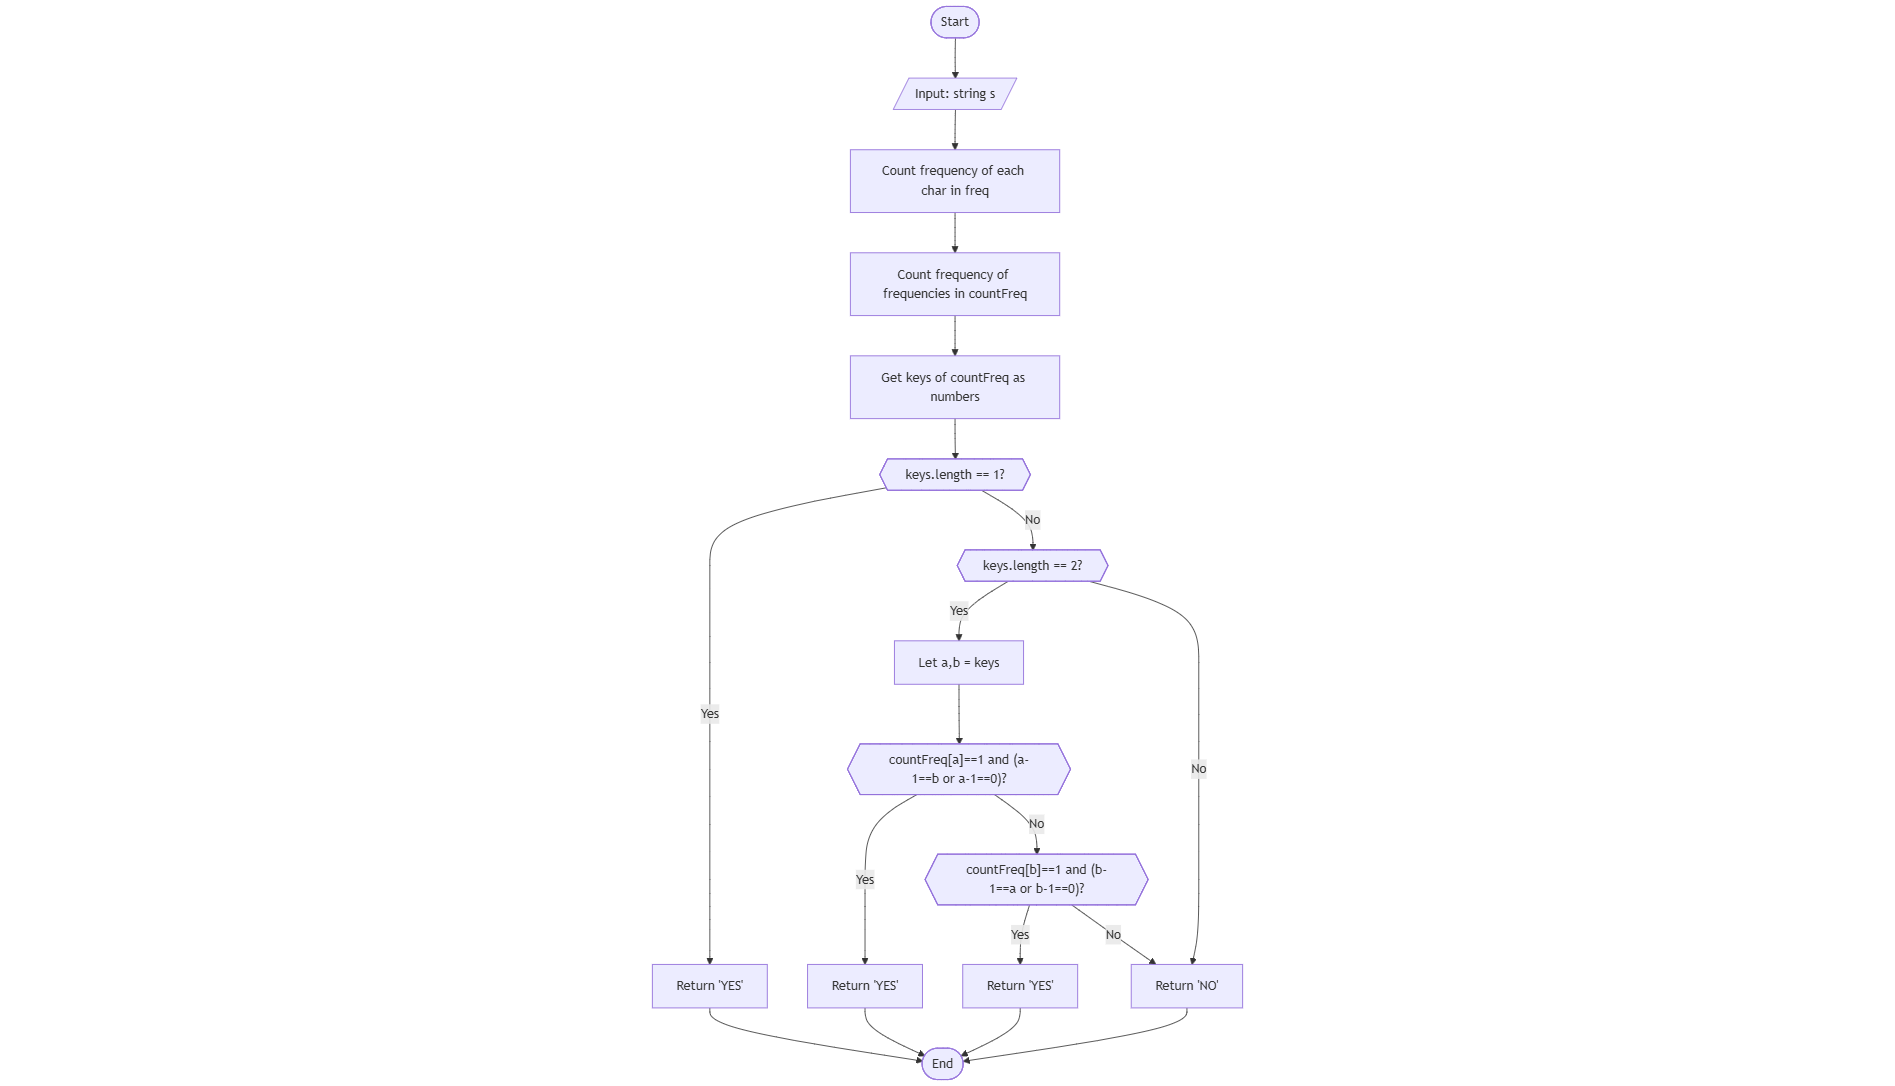 Start
Input: string s
Count frequency of each
char in freq
Count frequency of
frequencies in countFreq
Get keys of countFreq as
numbers
keys.length == 1?
No
keys.length == 2?
Yes
Let a,b = keys
Yes
No
countFreq[a]==1 and (a-
1==b or a-1==0)?
No
countFreq[b]==1 and (b-
1==a or b-1==0)?
Yes
Yes
No
Return 'YES'
Return 'YES'
Return 'YES'
Return 'NO'
End